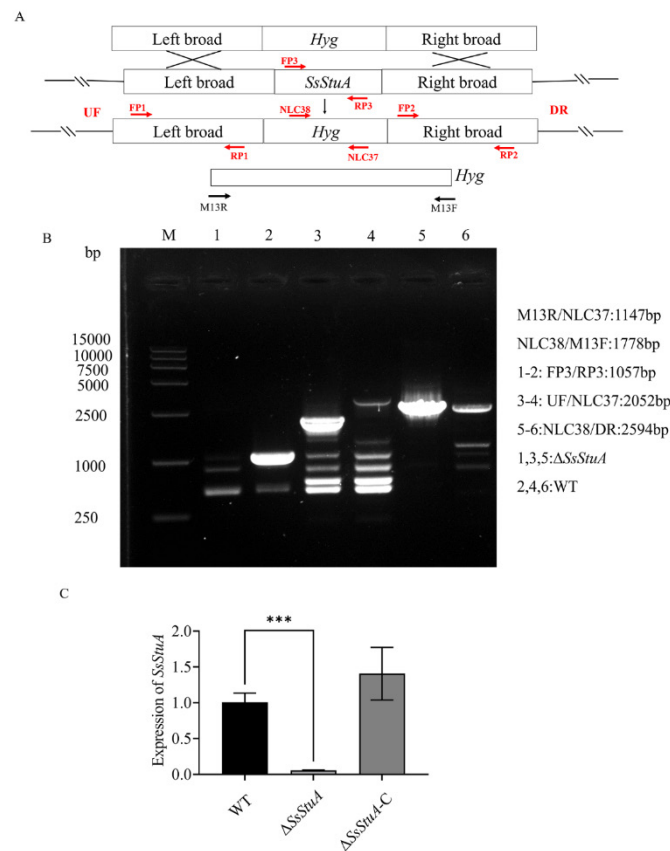 A
Left broad Hyg Right broad
FP3
Left broad SsStuA Right broad
RP3
UF FP1 NLC38 FP2 DR
Left broad Hyg Right broad
RP1 NLC37 RP2
Hyg
M13R M13F
B
bp M 1 2 3 4 5 6
15000
10000
7500
5000
2500
1000
250
M13R/NLC37:1147bp
NLC38/M13F:1778bp
1-2: FP3/RP3:1057bp
3-4: UF/NLC37:2052bp
5-6:NLC38/DR:2594bp
1,3,5:ΔSsStuA
2,4,6:WT
C
Expression of SsStuA
2.0
1.5
1.0
0.5
0.0
***
WT
ΔSsStuA
ΔSsStuA-C